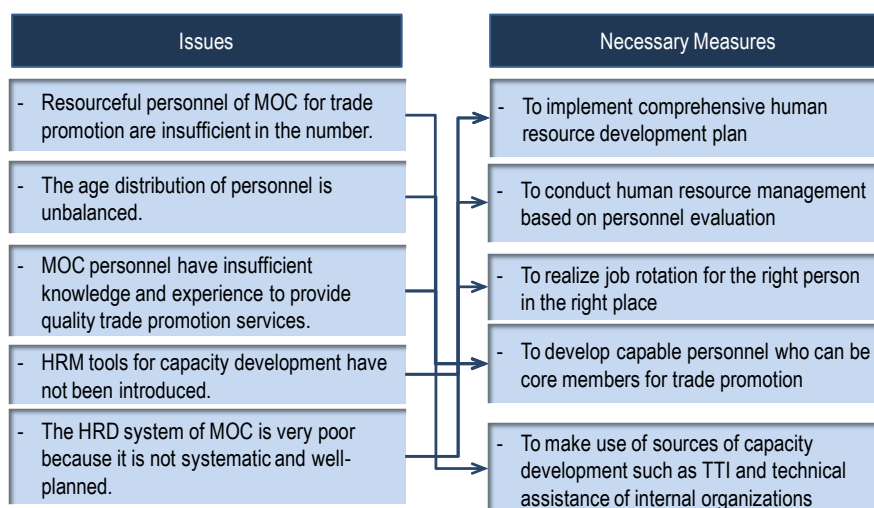 Issues
- Resourceful personnel of MOC for trade
promotion are insufficient in the number.
- The age distribution of personnel is
unbalanced.
- MOC personnel have insufficient
knowledge and experience to provide
quality trade promotion services.
- HRM tools for capacity development have
not been introduced.
- The HRD system of MOC is very poor
because it is not systematic and well-
planned.
Necessary Measures
- To implement comprehensive human
resource development plan
- To conduct human resource management
based on personnel evaluation
- To realize job rotation for the right person
in the right place
- To develop capable personnel who can be
core members for trade promotion
- To make use of sources of capacity
development such as TTI and technical
assistance of internal organizations